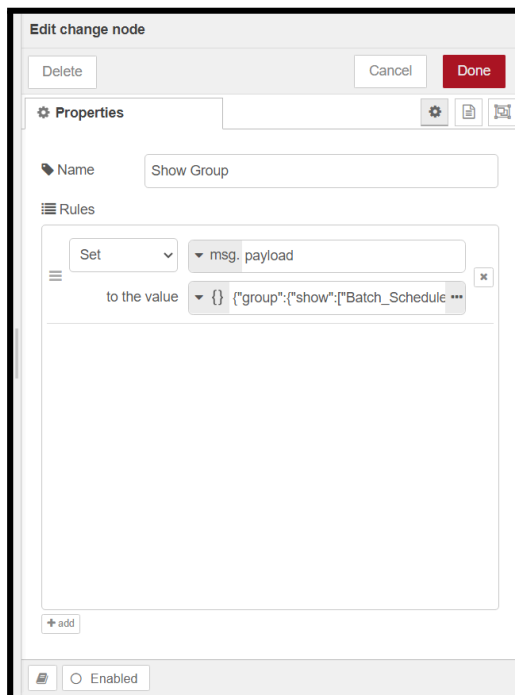 Edit change node
Delete Cancel Done
Properties
Name Show Group
Rules
Set msg. payload
to the value {} {"group":{"show":["Batch_Schedule
add
Enabled